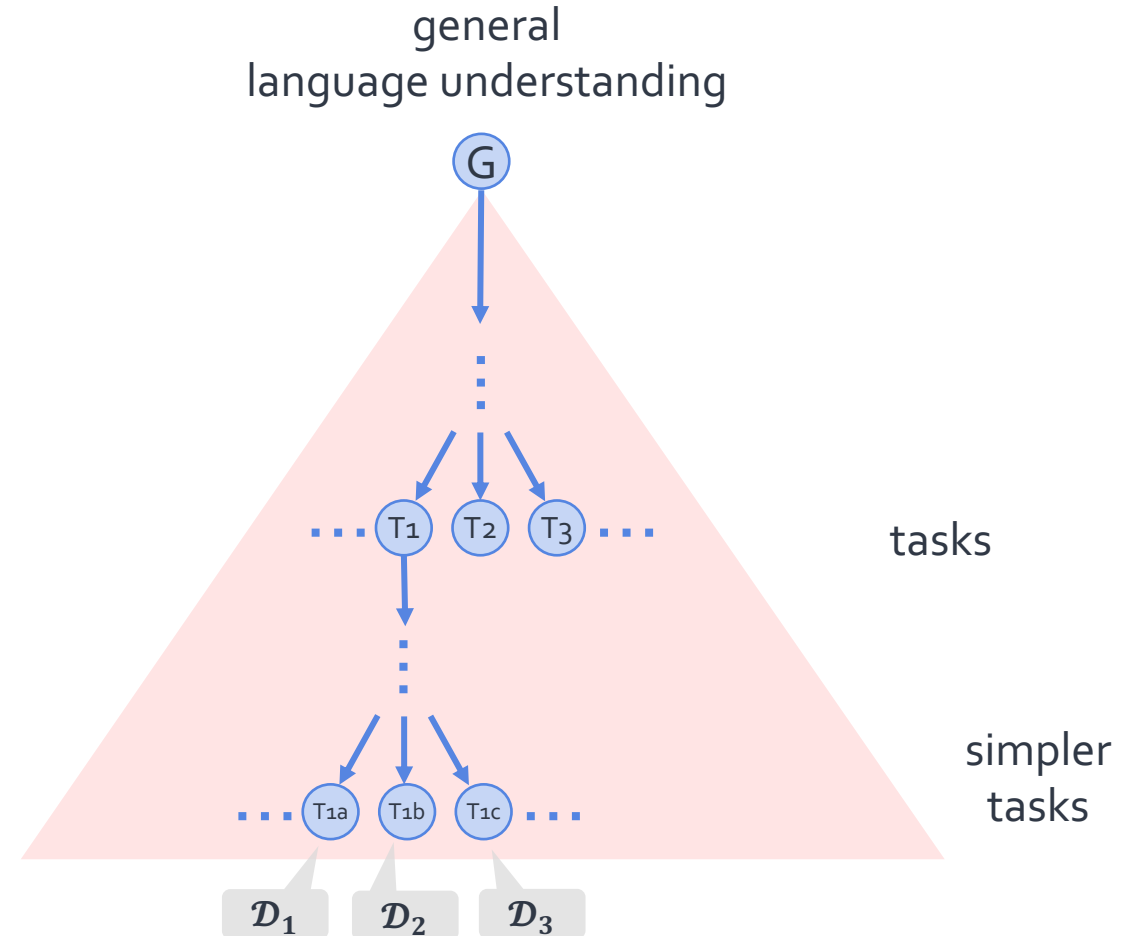 general
language understanding
G
T1 T2 T3
tasks
simpler
tasks
T1a T1b T1c
𝒟₁ 𝒟₂ 𝒟₃